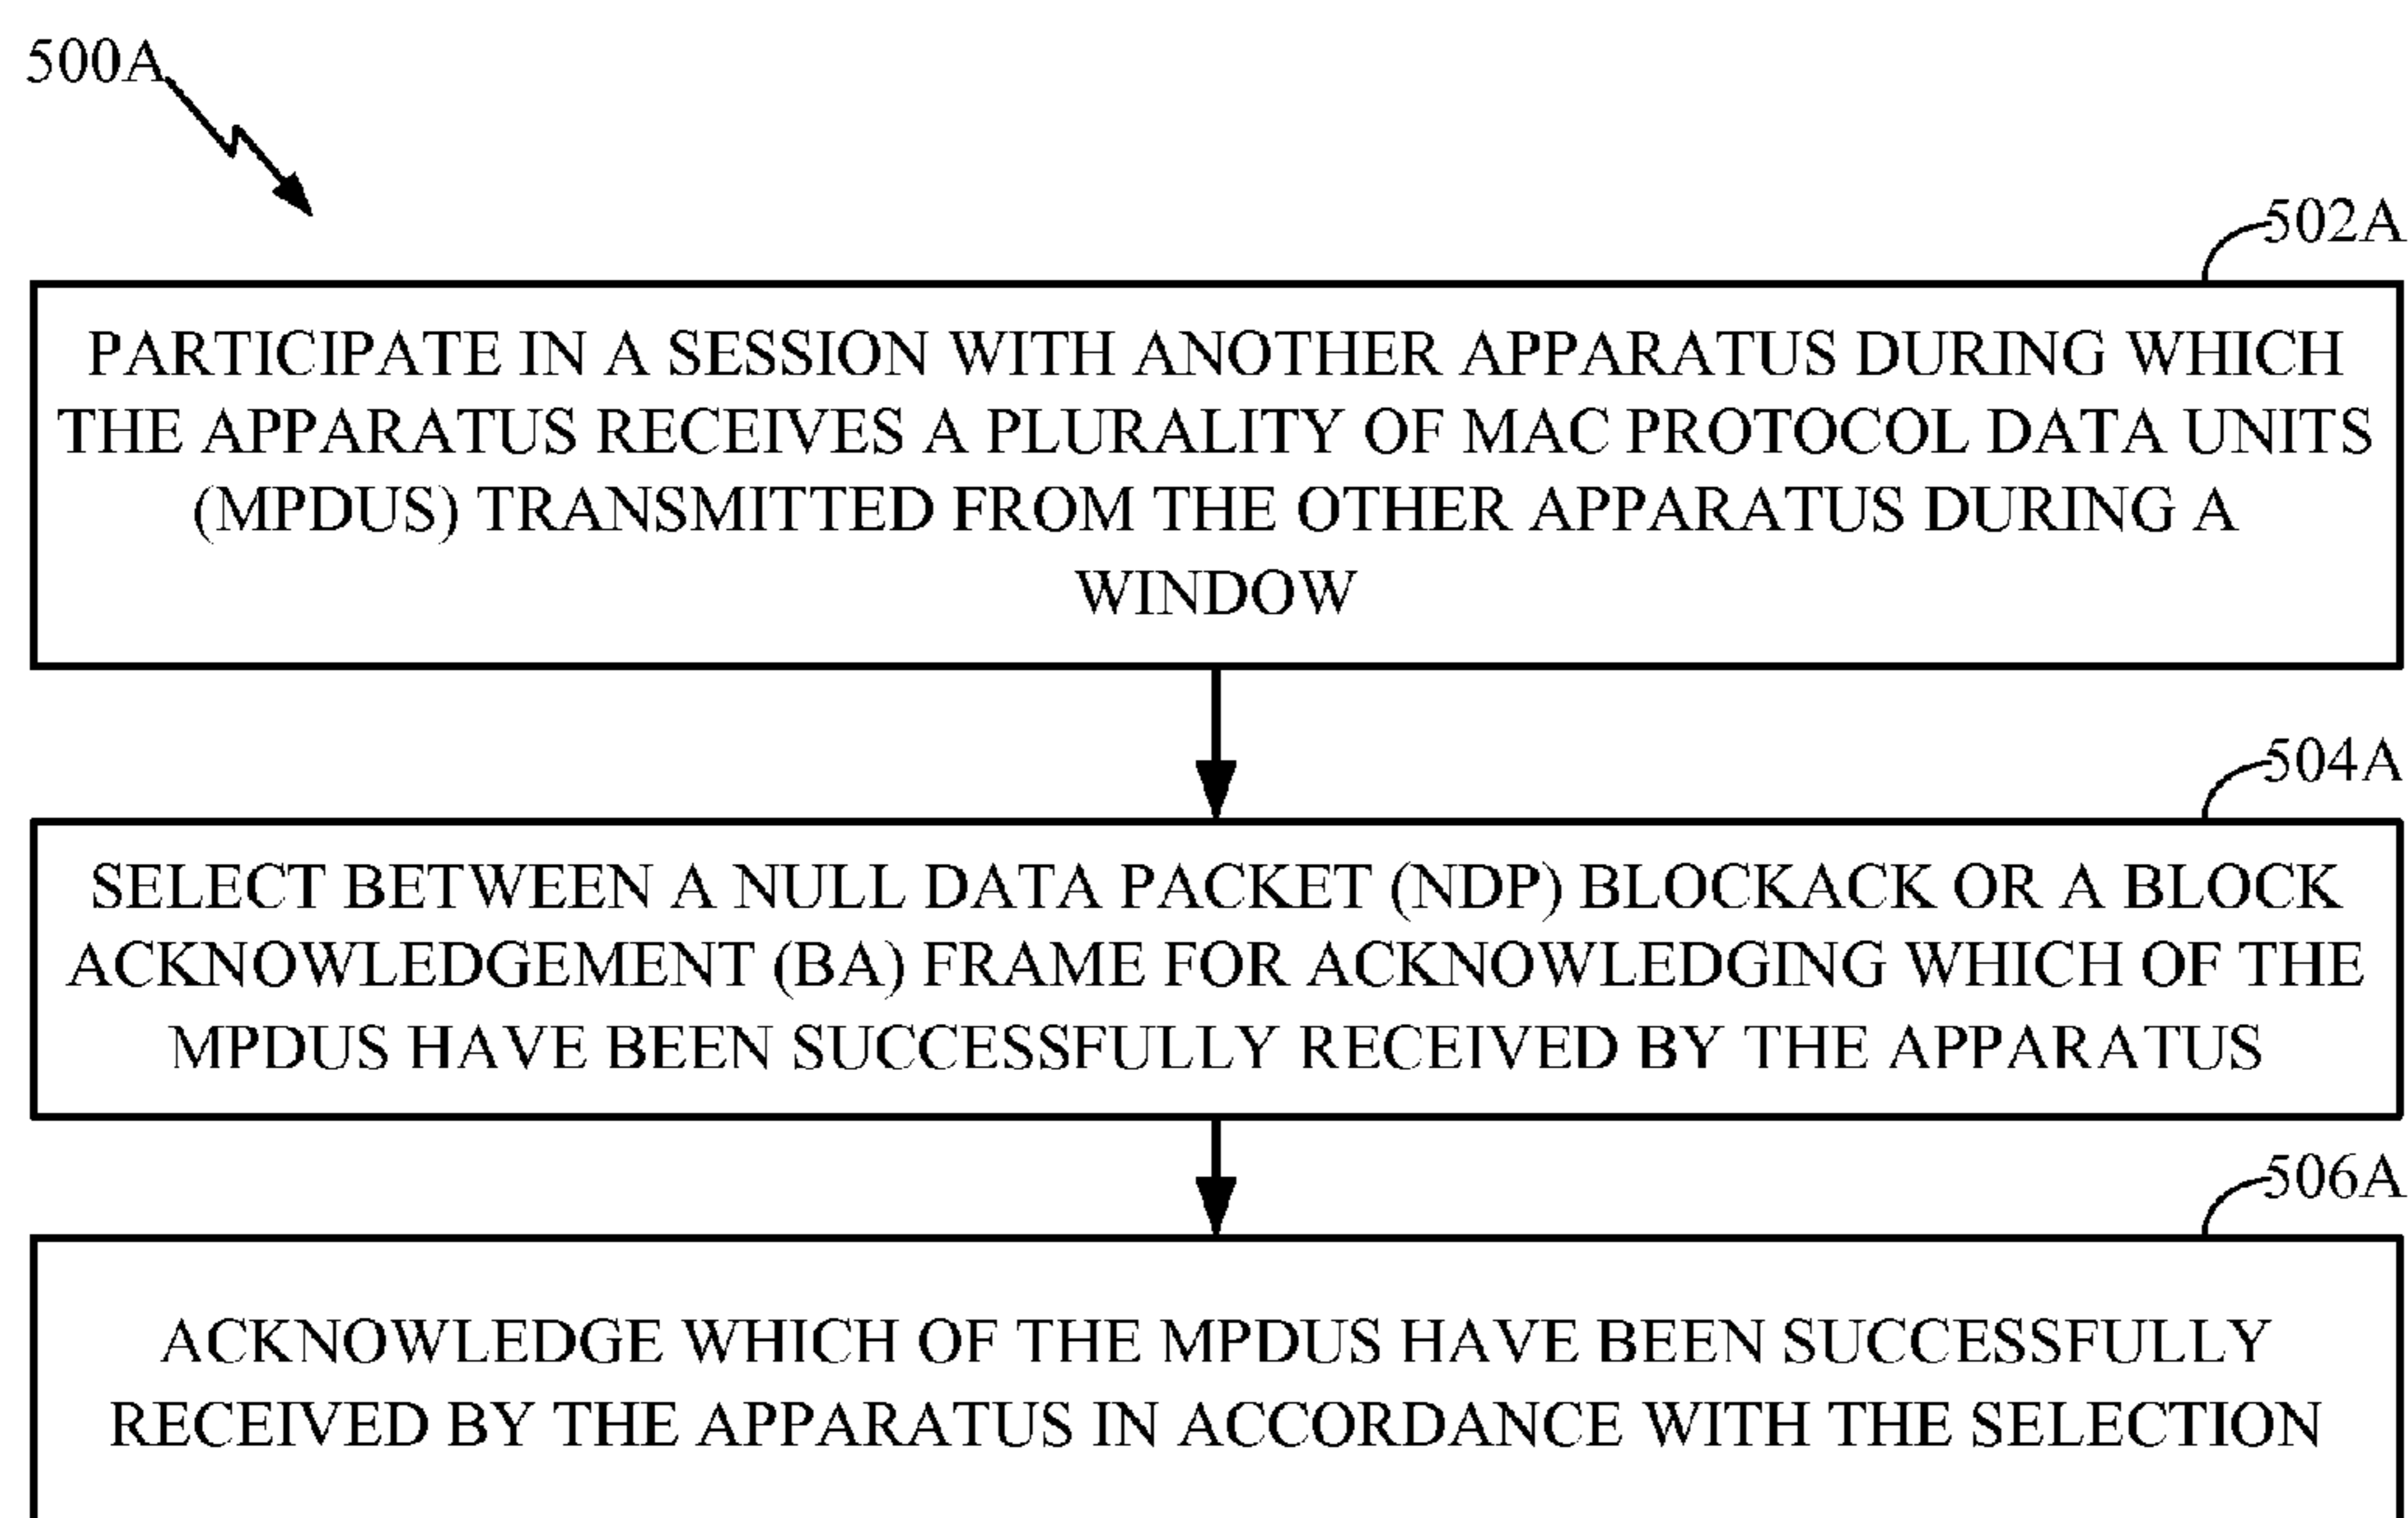 500A
502A
PARTICIPATE IN A SESSION WITH ANOTHER APPARATUS DURING WHICH
THE APPARATUS RECEIVES A PLURALITY OF MAC PROTOCOL DATA UNITS
(MPDUS) TRANSMITTED FROM THE OTHER APPARATUS DURING A
WINDOW
504A
SELECT BETWEEN A NULL DATA PACKET (NDP) BLOCKACK OR A BLOCK
ACKNOWLEDGEMENT (BA) FRAME FOR ACKNOWLEDGING WHICH OF THE
MPDUS HAVE BEEN SUCCESSFULLY RECEIVED BY THE APPARATUS
506A
ACKNOWLEDGE WHICH OF THE MPDUS HAVE BEEN SUCCESSFULLY
RECEIVED BY THE APPARATUS IN ACCORDANCE WITH THE SELECTION